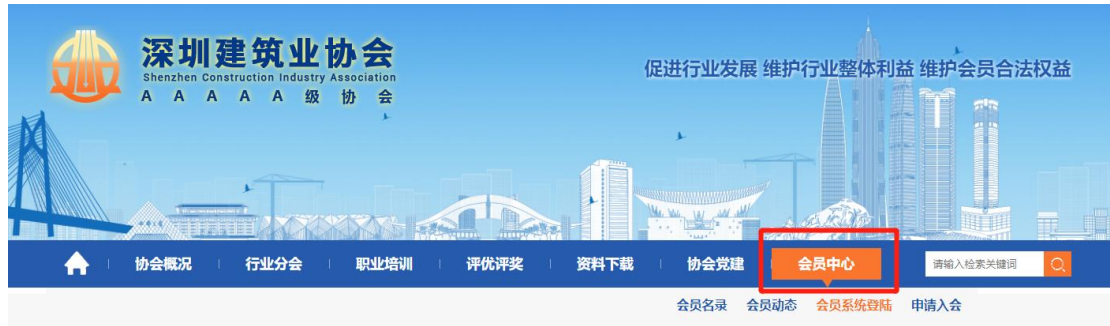 深圳建筑业协会
Shenzhen Construction Industry Association
A A A A A 级 协 会
促进行业发展 维护行业整体利益 维护会员合法权益
协会概况 行业分会 职业培训 评优评奖 资料下载 协会党建 会员中心 请输入检索关键词
会员名录 会员动态 会员系统登陆 申请入会